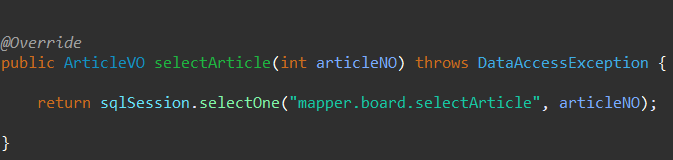 @Override
public ArticleVO selectArticle(int articleNO) throws DataAccessException {
return sqlSession.selectOne("mapper.board.selectArticle", articleNO);
}